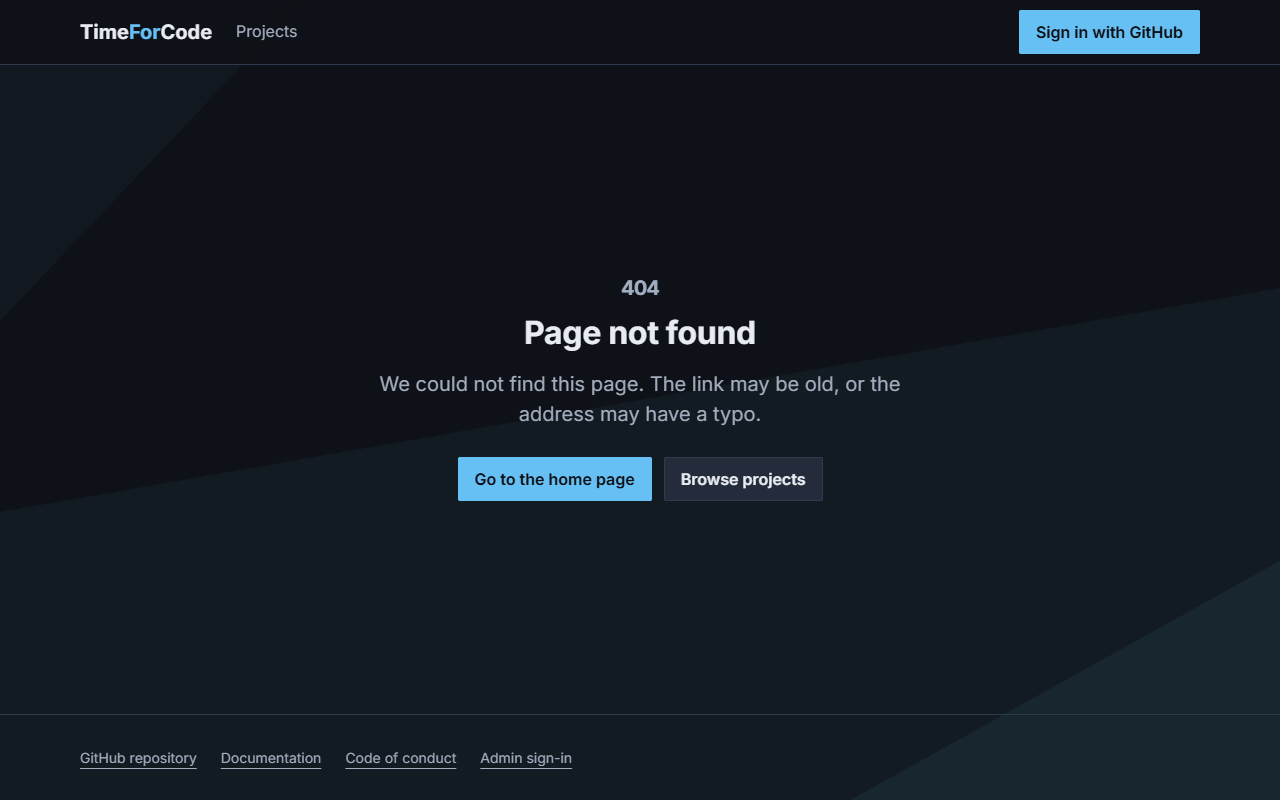 TimeForCode Projects Sign in with GitHub
404
Page not found
We could not find this page. The link may be old, or the
address may have a typo.
Go to the home page Browse projects
GitHub repository Documentation Code of conduct Admin sign-in